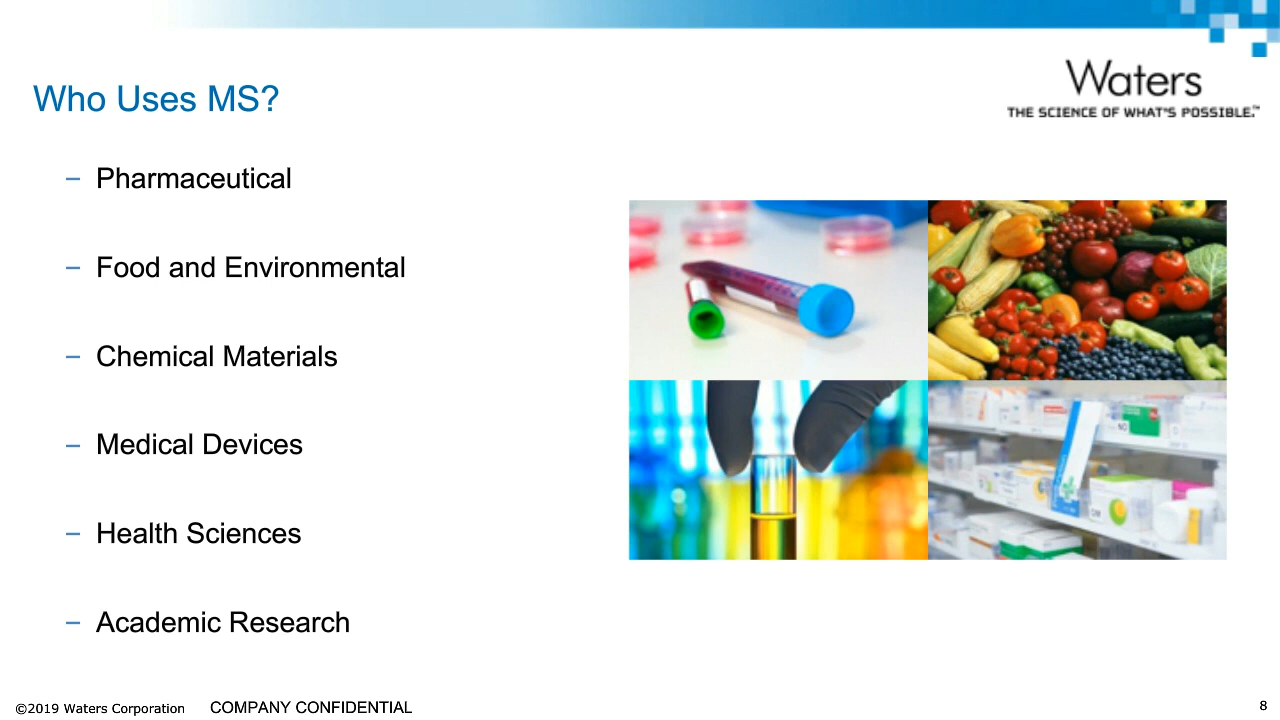 Who Uses MS?
Waters
THE SCIENCE OF WHAT'S POSSIBLE.™
– Pharmaceutical
– Food and Environmental
– Chemical Materials
– Medical Devices
– Health Sciences
– Academic Research
©2019 Waters Corporation COMPANY CONFIDENTIAL
8